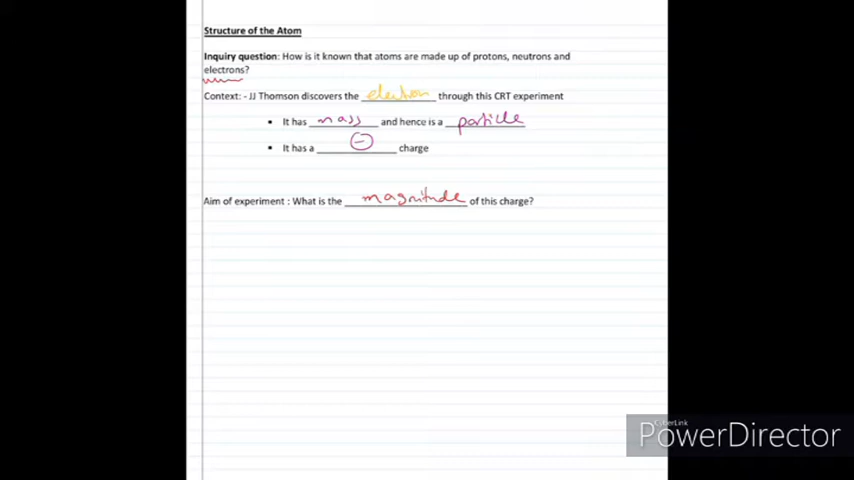 Structure of the Atom
Inquiry question: How is it known that atoms are made up of protons, neutrons and
electrons?
Context: - JJ Thomson discovers the electron through this CRT experiment
• It has mass and hence is a particle
• It has a - charge
Aim of experiment : What is the magnitude of this charge?
CyberLink
PowerDirector